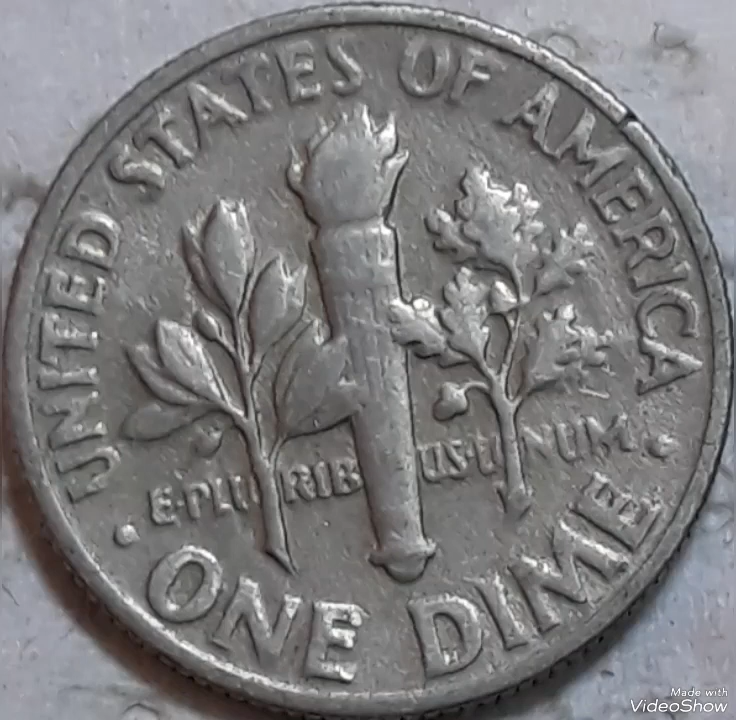 UNITED STATES OF AMERICA
E·PLURIBUS·UNUM
ONE DIME
Made with
VideoShow